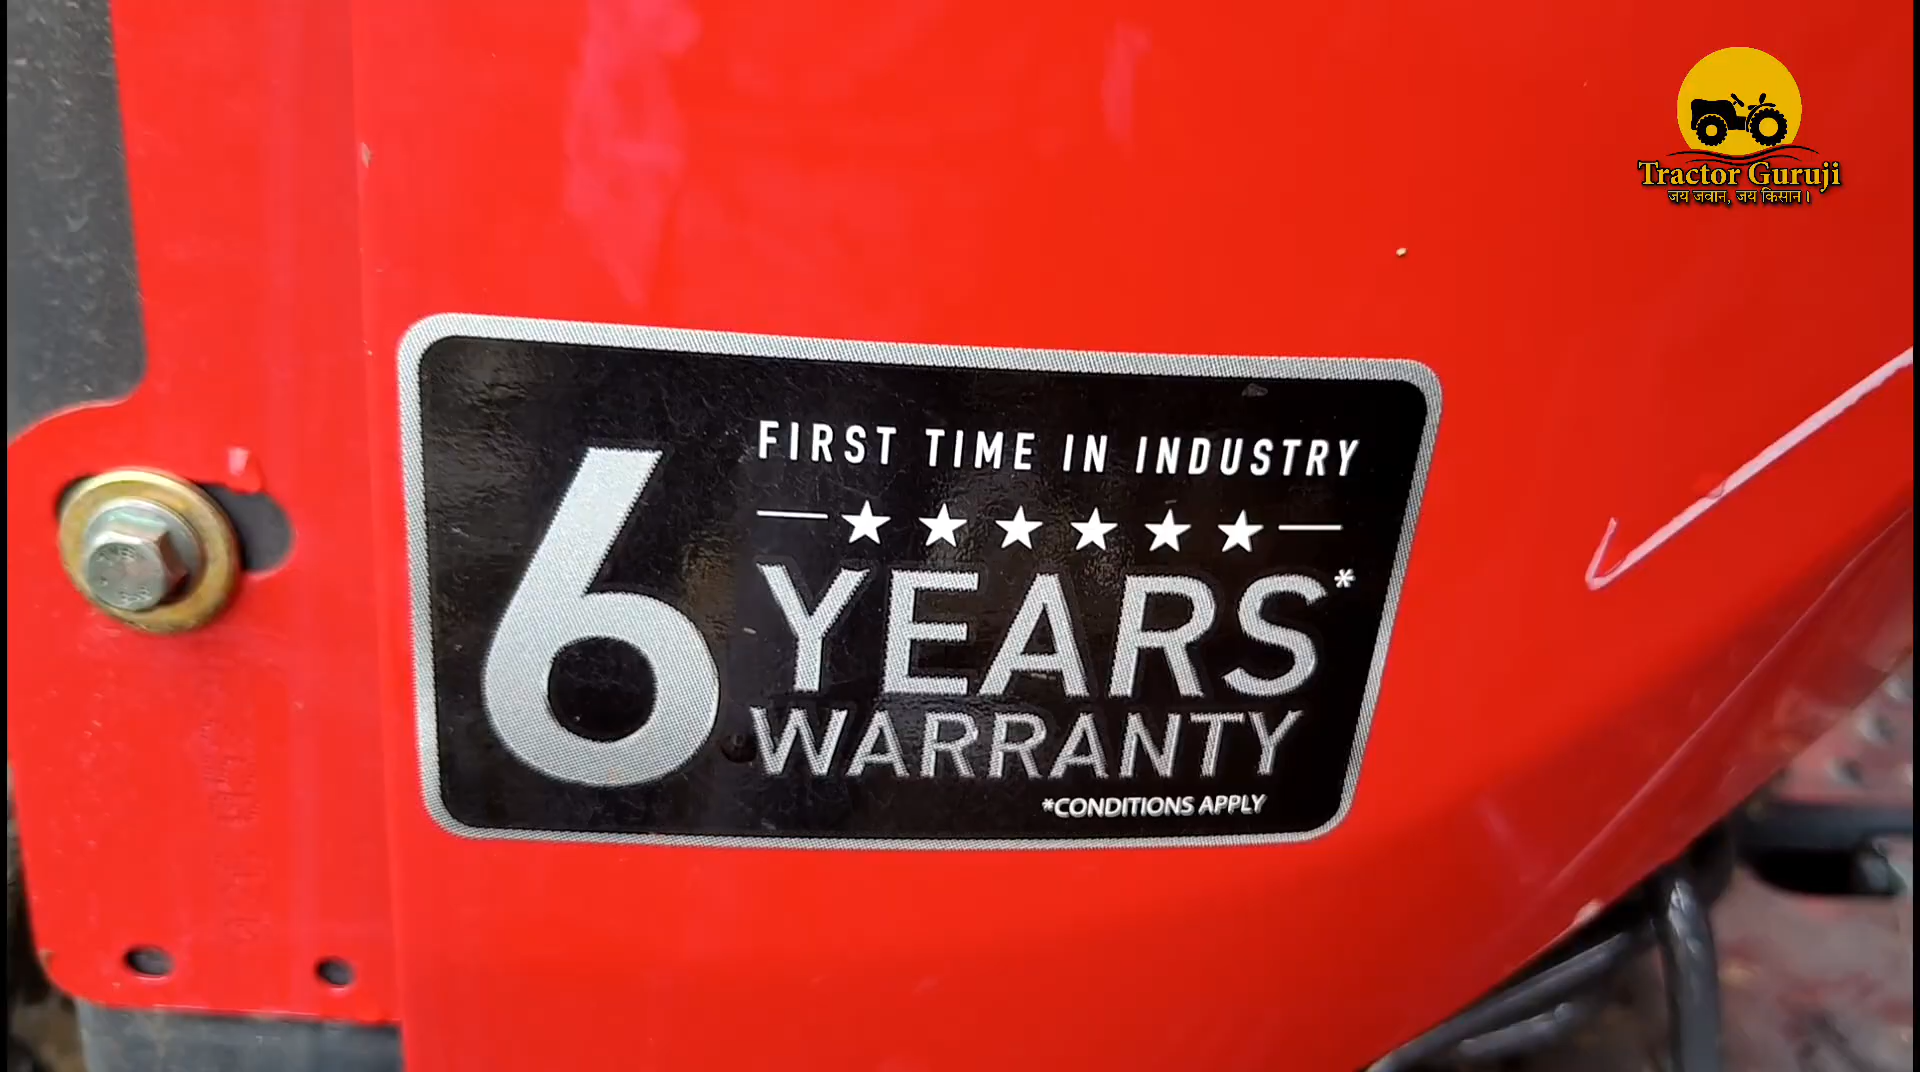 Tractor Guruji
जय जवान, जय किसान।
FIRST TIME IN INDUSTRY
6 YEARS*
WARRANTY
*CONDITIONS APPLY